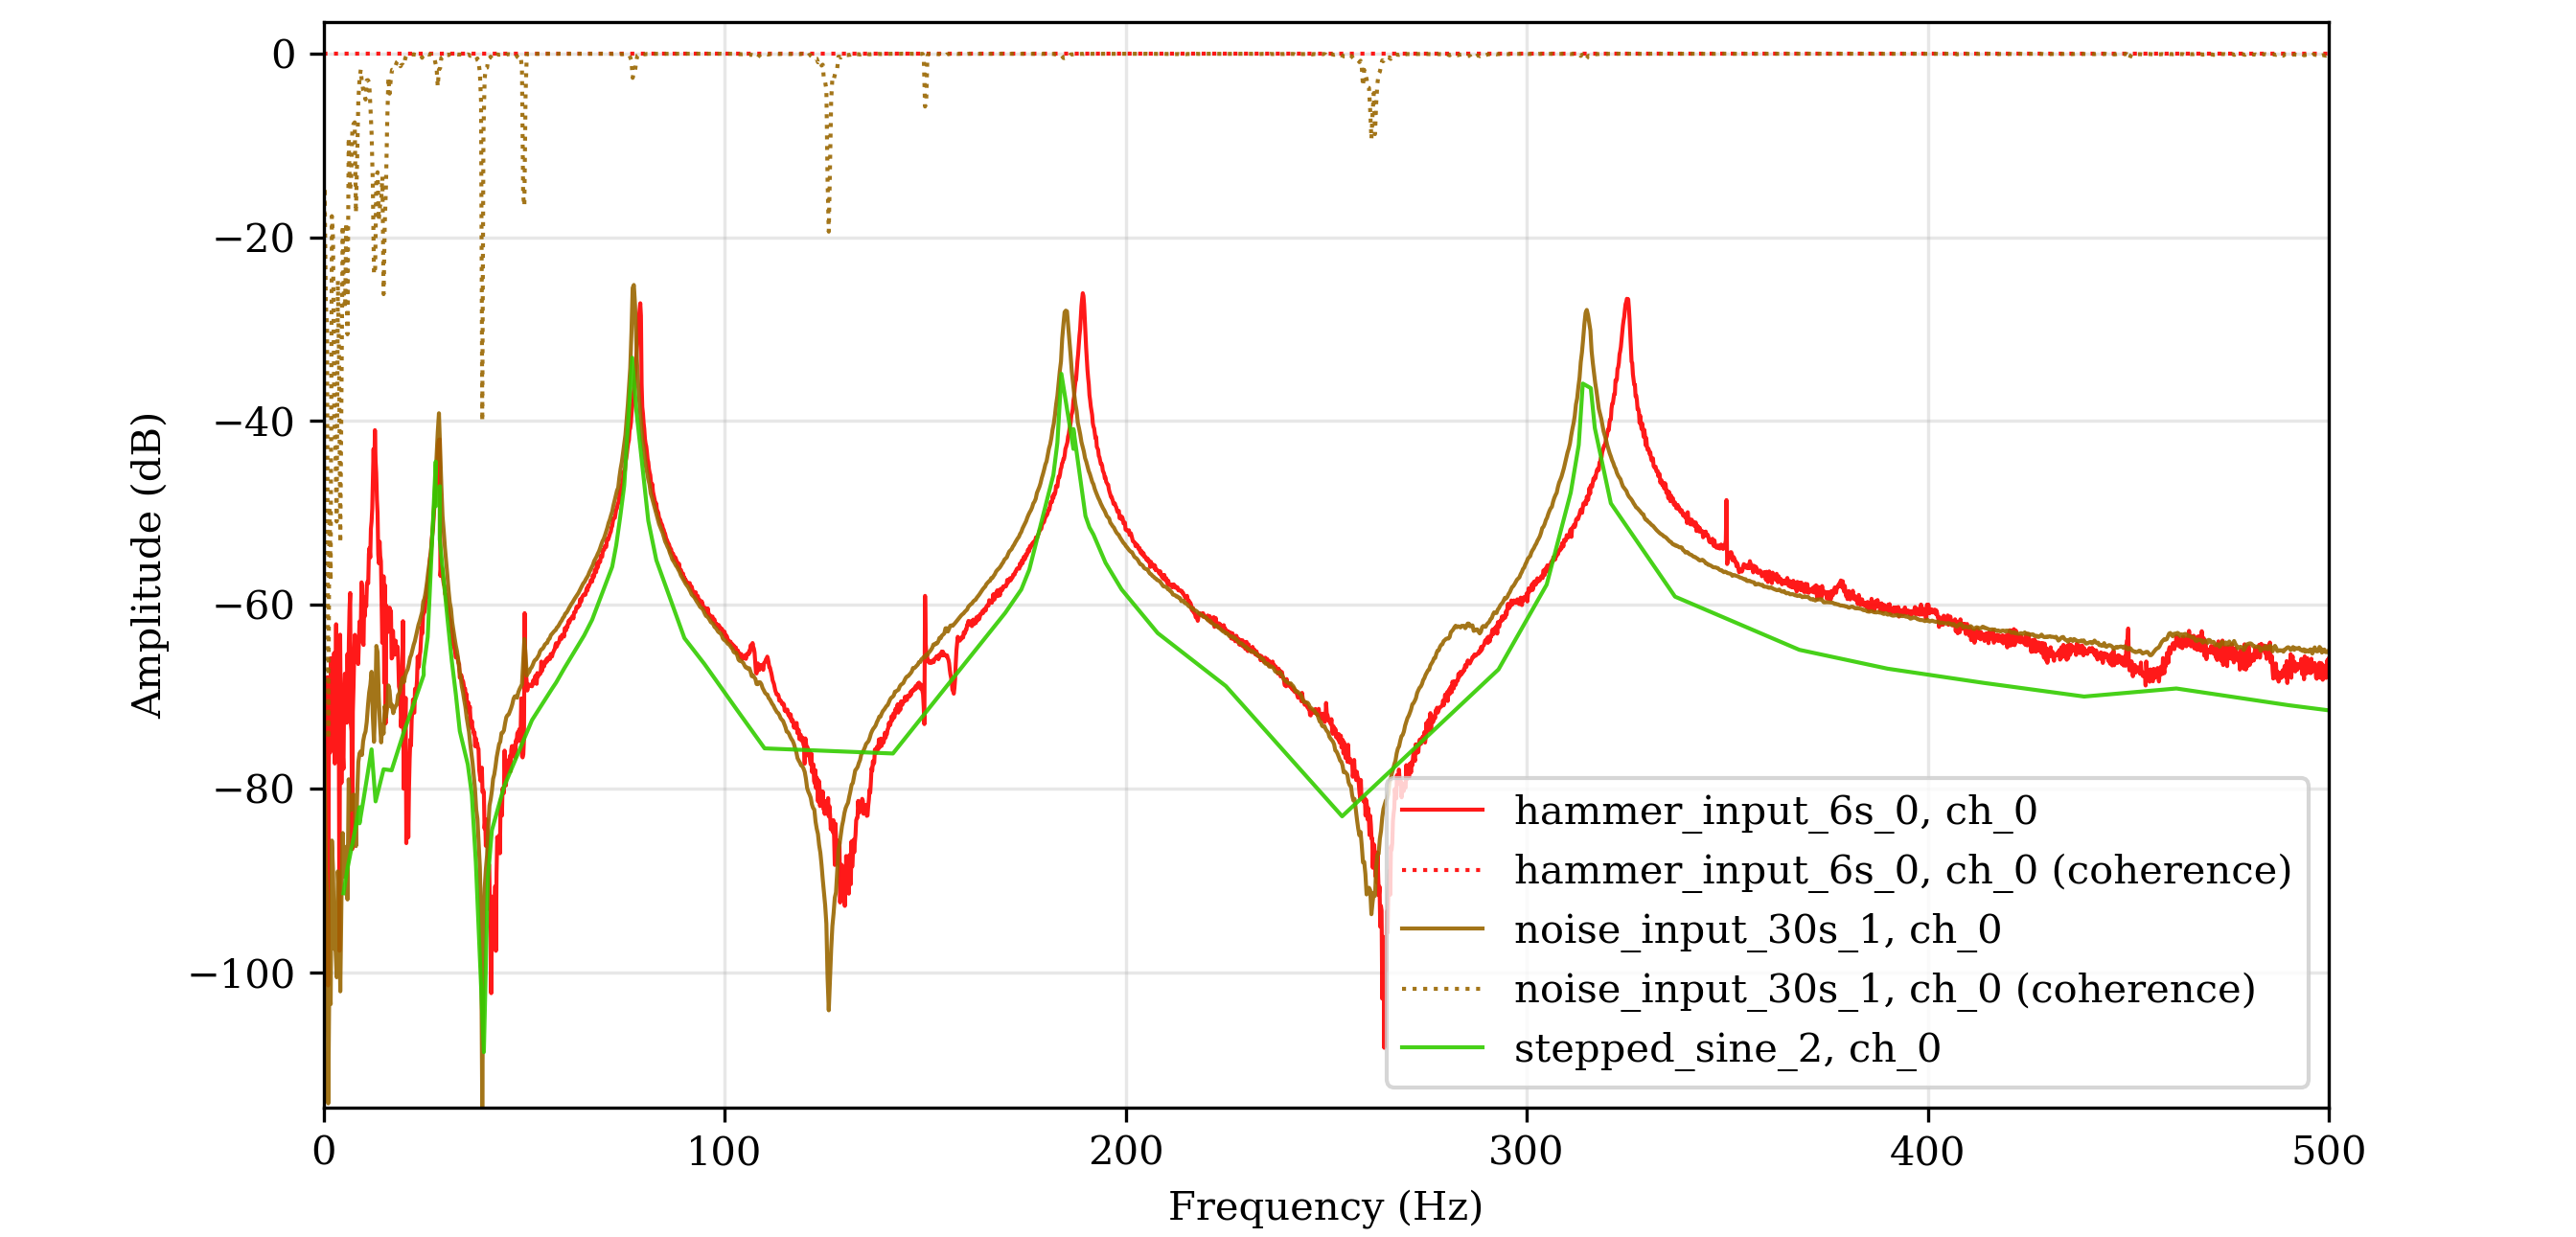 0
−20
−40
−60
−80
−100
Amplitude (dB)
hammer_input_6s_0, ch_0
hammer_input_6s_0, ch_0 (coherence)
noise_input_30s_1, ch_0
noise_input_30s_1, ch_0 (coherence)
stepped_sine_2, ch_0
0 100 200 300 400 500
Frequency (Hz)